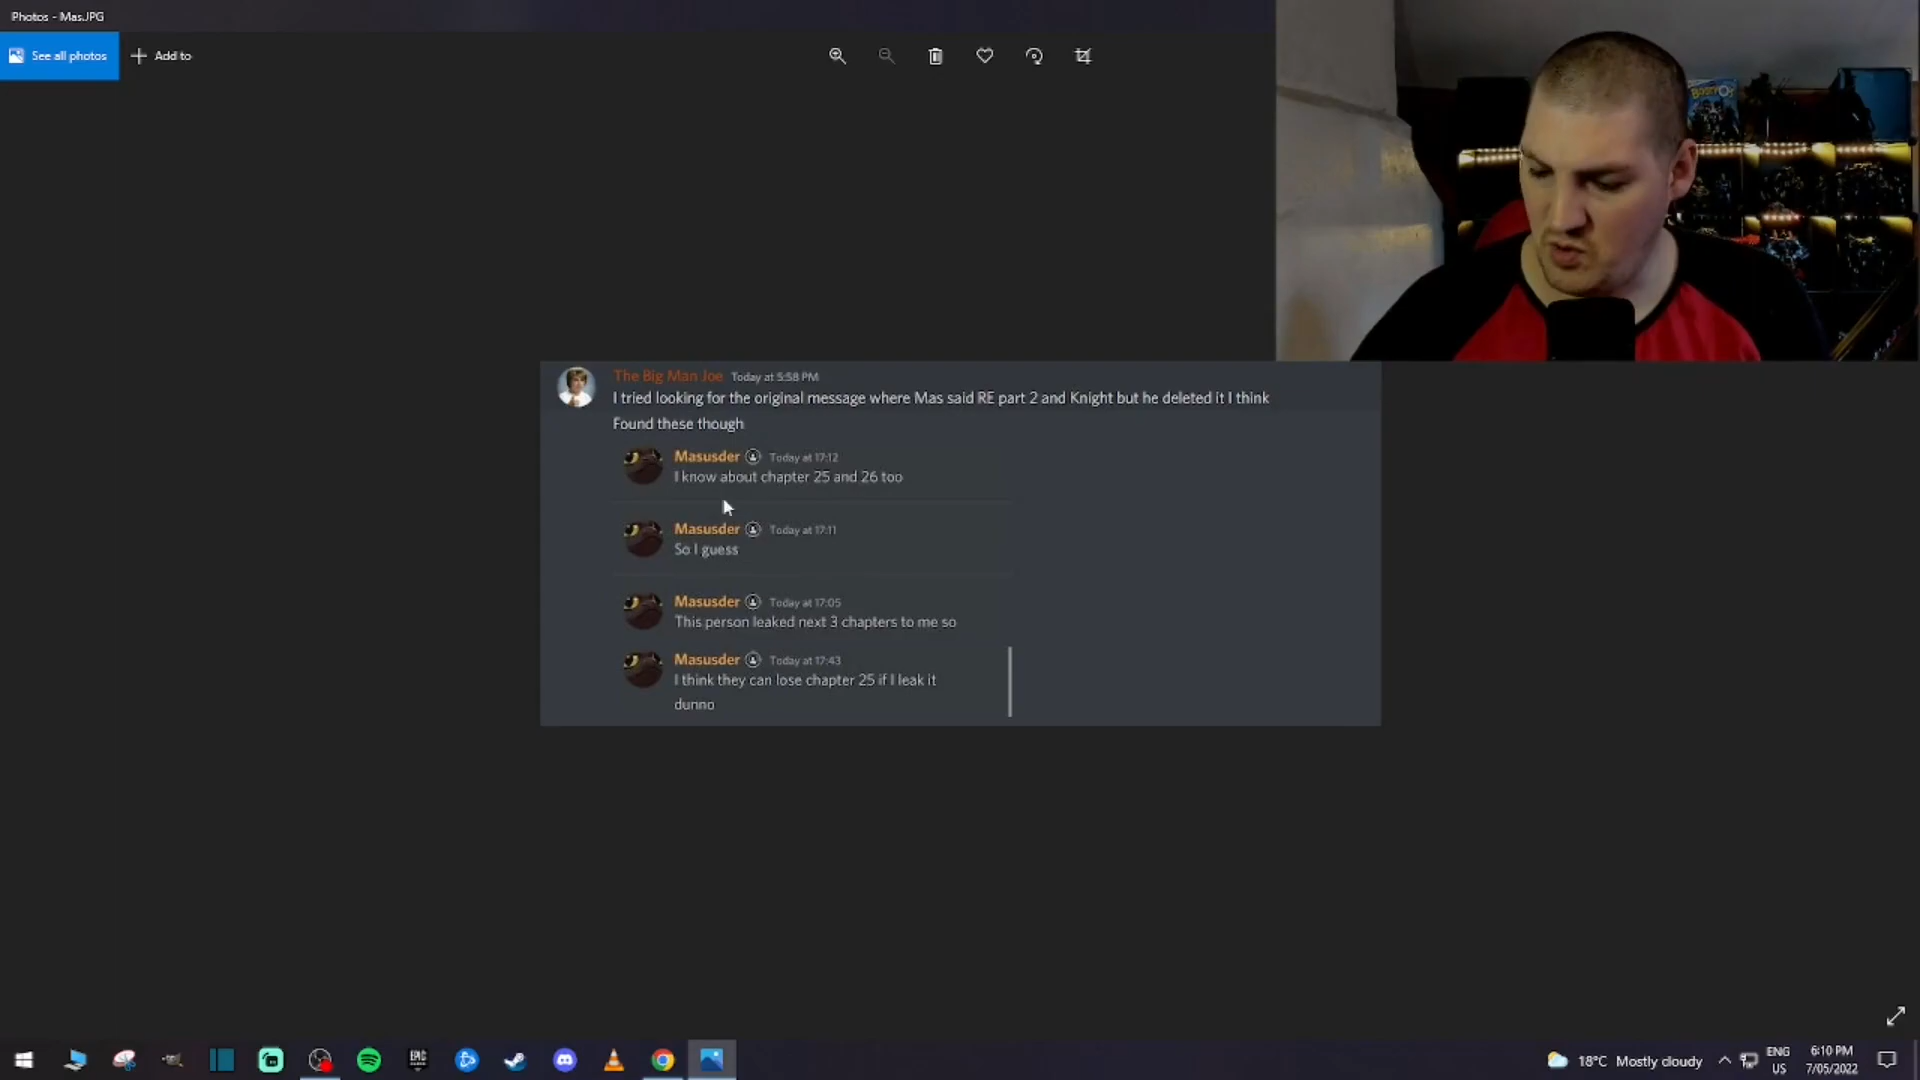 Photos - Mas.JPG
See all photos
Add to
The Big Man Joe Today at 5:58 PM
I tried looking for the original message where Mas said RE part 2 and Knight but he deleted it I think
Found these though
Masusder Today at 17:12
I know about chapter 25 and 26 too
Masusder Today at 17:11
So I guess
Masusder Today at 17:05
This person leaked next 3 chapters to me so
Masusder Today at 17:43
I think they can lose chapter 25 if I leak it
dunno
EPIC
18°C Mostly cloudy
ENG
US
6:10 PM
7/05/2022